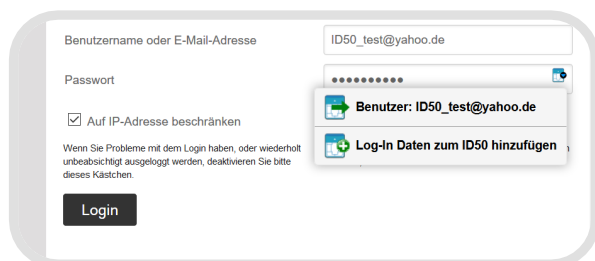 Benutzername oder E-Mail-Adresse
ID50_test@yahoo.de
Passwort
Benutzer: ID50_test@yahoo.de
Auf IP-Adresse beschränken
Log-In Daten zum ID50 hinzufügen
Wenn Sie Probleme mit dem Login haben, oder wiederholt
unbeabsichtigt ausgeloggt werden, deaktivieren Sie bitte
dieses Kästchen.
Login